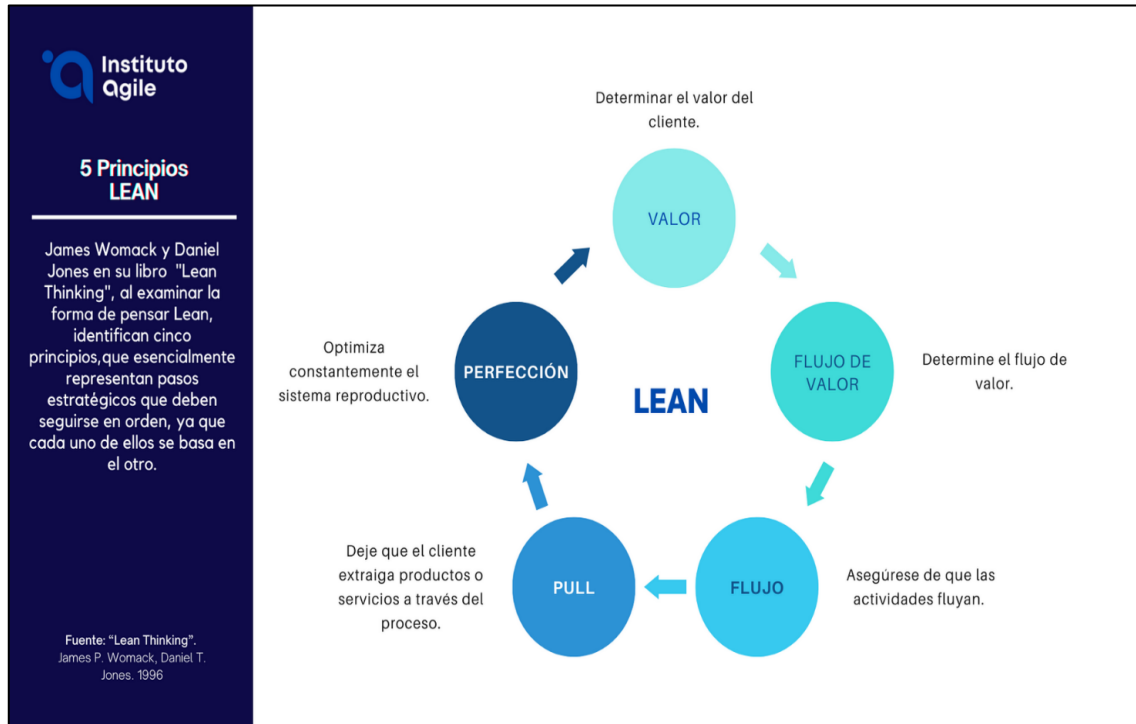 Instituto
agile
5 Principios
LEAN
James Womack y Daniel
Jones en su libro "Lean
Thinking", al examinar la
forma de pensar Lean,
identifican cinco
principios,que esencialmente
representan pasos
estratégicos que deben
seguirse en orden, ya que
cada uno de ellos se basa en
el otro.
Fuente: “Lean Thinking”.
James P. Womack, Daniel T.
Jones. 1996
Determinar el valor del
cliente.
VALOR
FLUJO DE
VALOR
Determine el flujo de
valor.
FLUJO
Asegúrese de que las
actividades fluyan.
PULL
Deje que el cliente
extraiga productos o
servicios a través del
proceso.
PERFECCIÓN
Optimiza
constantemente el
sistema reproductivo.
LEAN